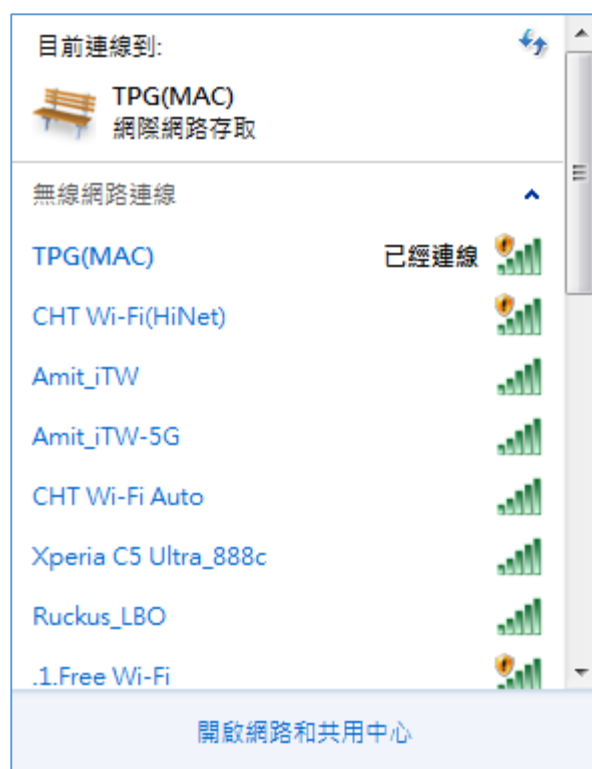 目前連線到:
TPG(MAC)
網際網路存取
無線網路連線
TPG(MAC) 已經連線
CHT Wi-Fi(HiNet)
Amit_iTW
Amit_iTW-5G
CHT Wi-Fi Auto
Xperia C5 Ultra_888c
Ruckus_LBO
.1.Free Wi-Fi
開啟網路和共用中心